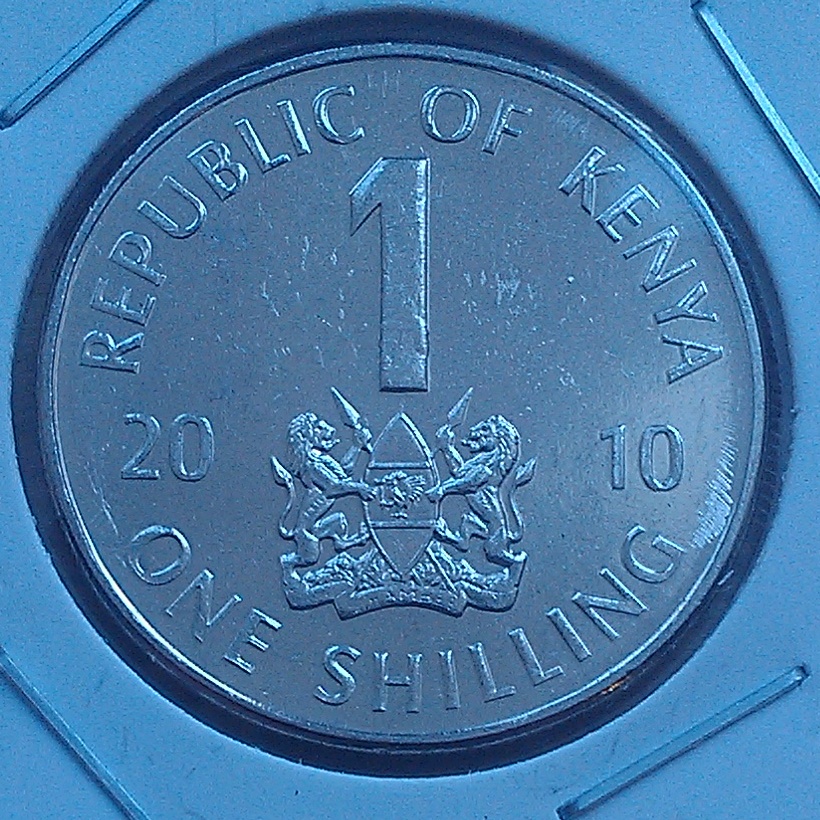 REPUBLIC OF KENYA
1
20 10
ONE SHILLING